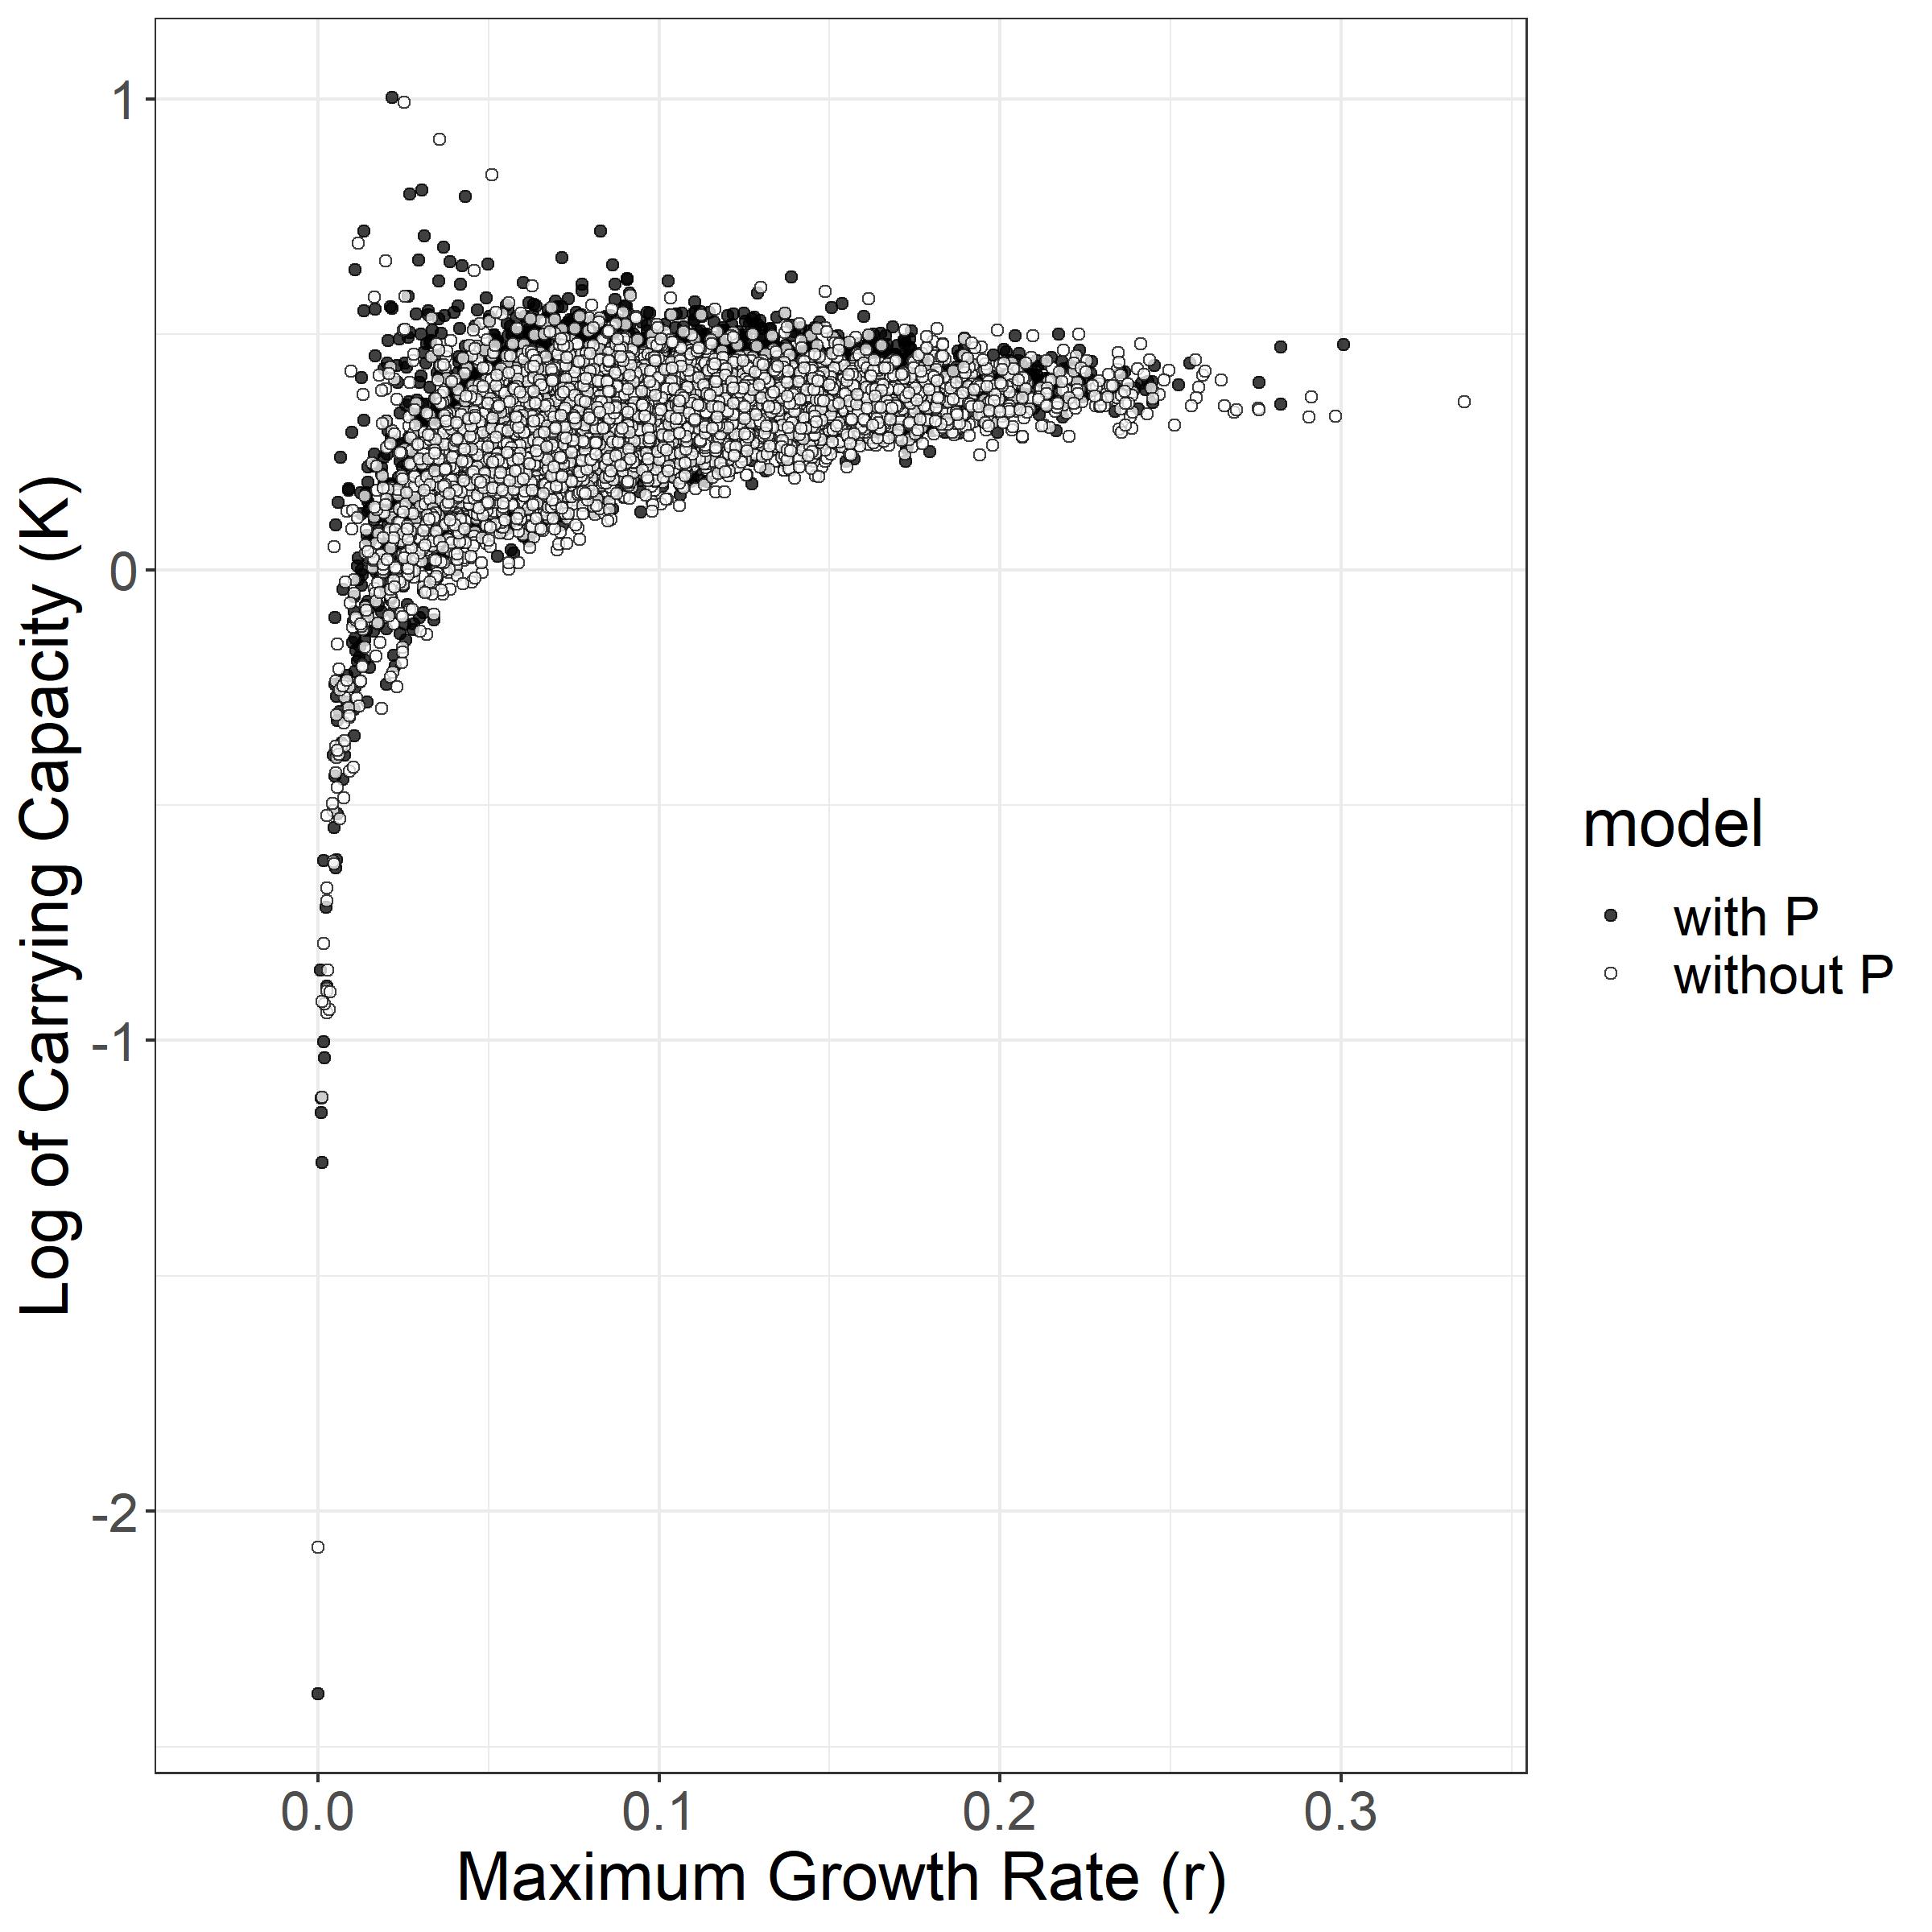 Log of Carrying Capacity (K)
1
0
-1
-2
0.0
0.1
0.2
0.3
Maximum Growth Rate (r)
model
with P
without P